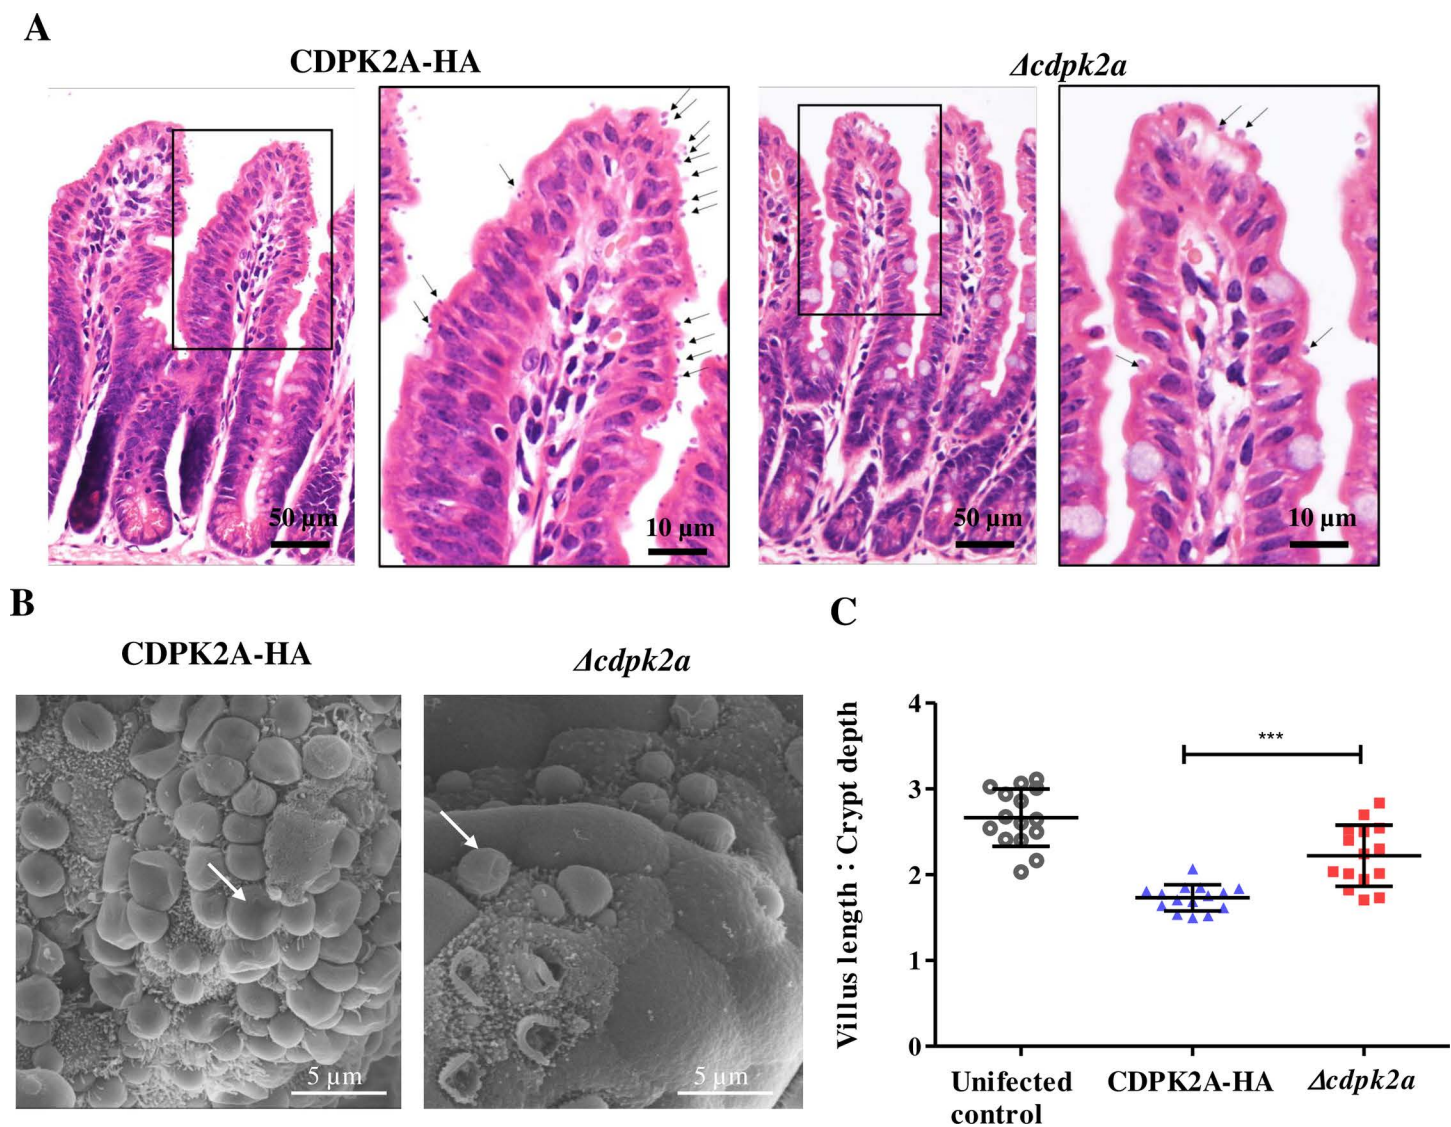 A
CDPK2A-HA
Δcdpk2a
50 µm
10 µm
50 µm
10 µm
B
CDPK2A-HA
Δcdpk2a
5 µm
5 µm
C
Villus length : Crypt depth
4
3
2
1
0
***
Unifected
control
CDPK2A-HA
Δcdpk2a